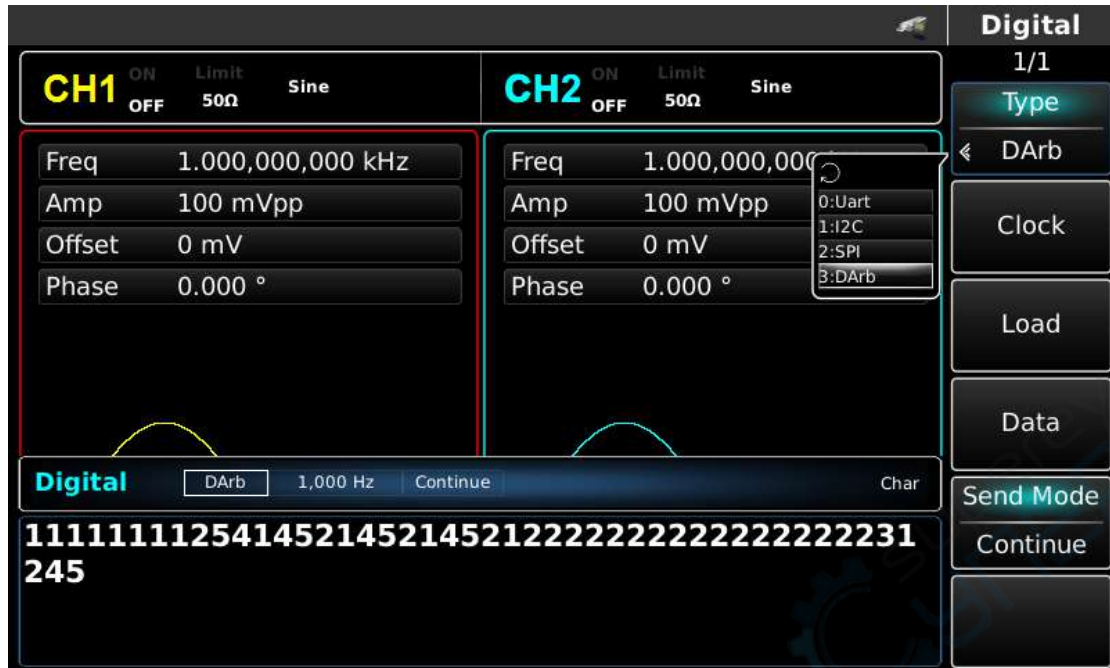 Digital
1/1
CH1 ON OFF Limit 50Ω Sine
CH2 ON OFF Limit 50Ω Sine
Type
DArb
Freq 1.000,000,000 kHz
Amp 100 mVpp
Offset 0 mV
Phase 0.000 °
Freq 1.000,000,000
Amp 100 mVpp
Offset 0 mV
Phase 0.000 °
0:Uart
1:I2C
2:SPI
3:DArb
Clock
Load
Data
Send Mode
Continue
Digital DArb 1,000 Hz Continue Char
1111111125414521452145212222222222222222231
245